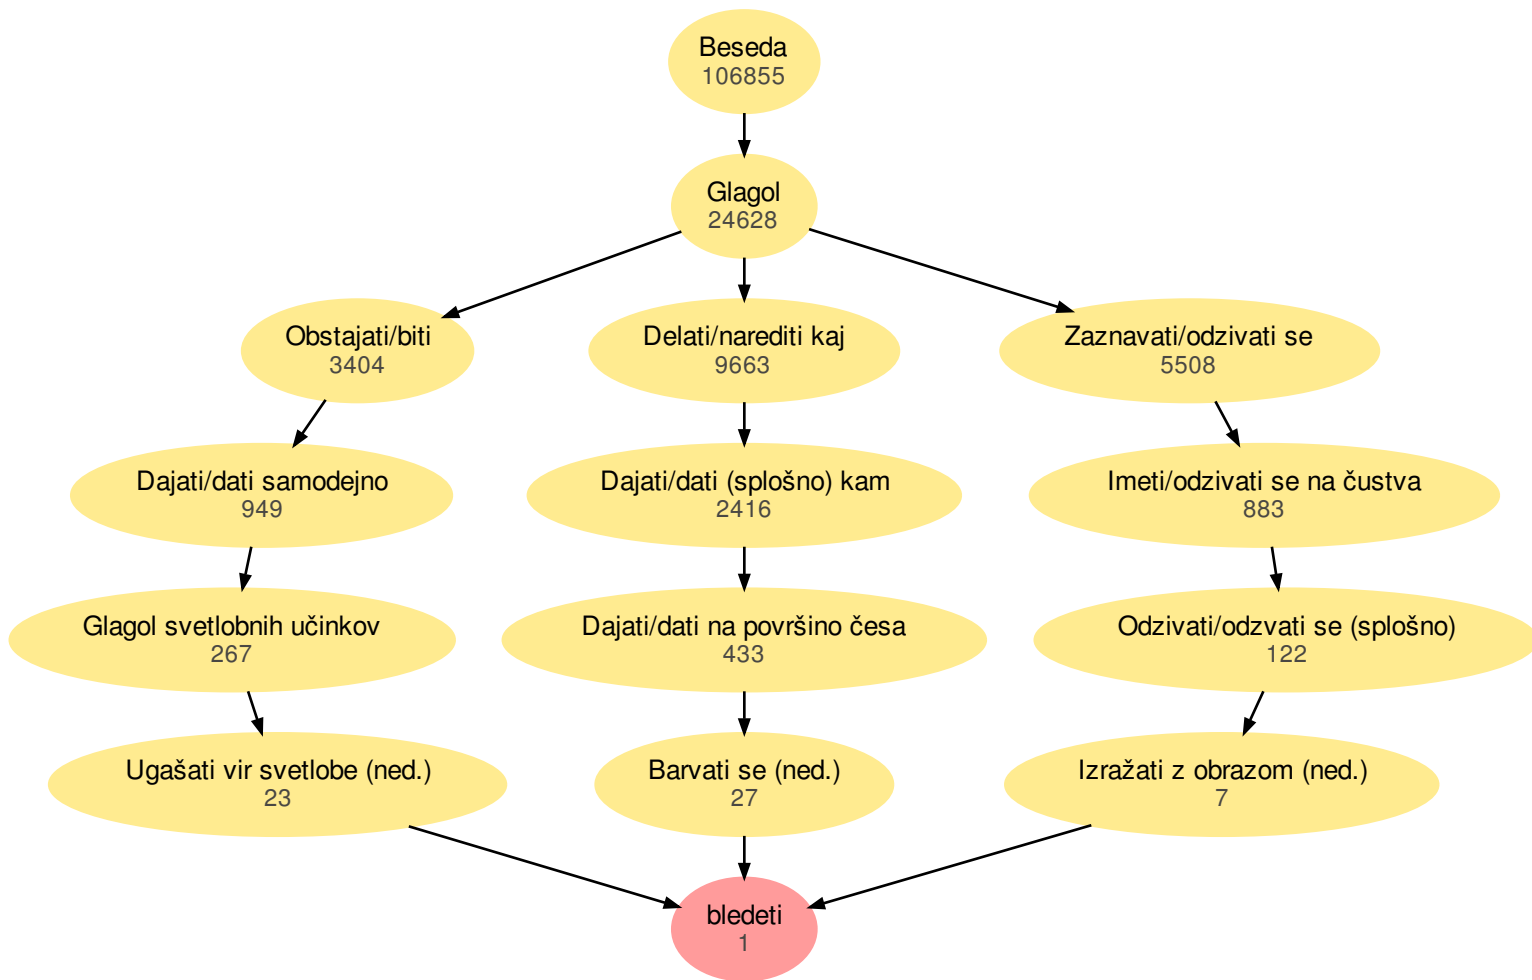 Beseda
106855
Glagol
24628
Obstajati/biti
3404
Delati/narediti kaj
9663
Zaznavati/odzivati se
5508
Dajati/dati samodejno
949
Dajati/dati (splošno) kam
2416
Imeti/odzivati se na čustva
883
Glagol svetlobnih učinkov
267
Dajati/dati na površino česa
433
Odzivati/odzvati se (splošno)
122
Ugašati vir svetlobe (ned.)
23
Barvati se (ned.)
27
Izražati z obrazom (ned.)
7
bledeti
1